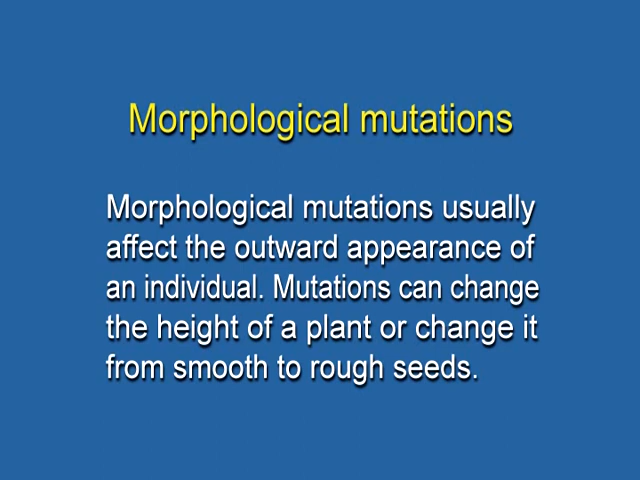 Morphological mutations
Morphological mutations usually
affect the outward appearance of
an individual. Mutations can change
the height of a plant or change it
from smooth to rough seeds.